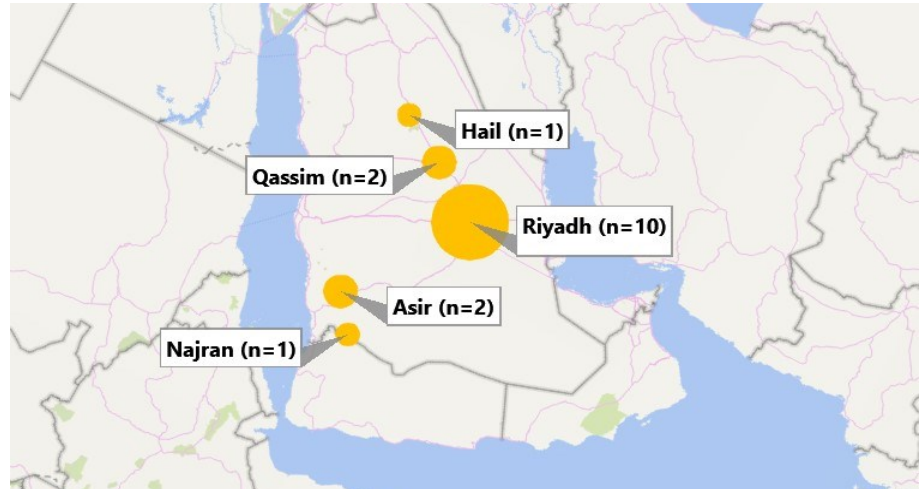 Hail (n=1)
Qassim (n=2)
Riyadh (n=10)
Asir (n=2)
Najran (n=1)